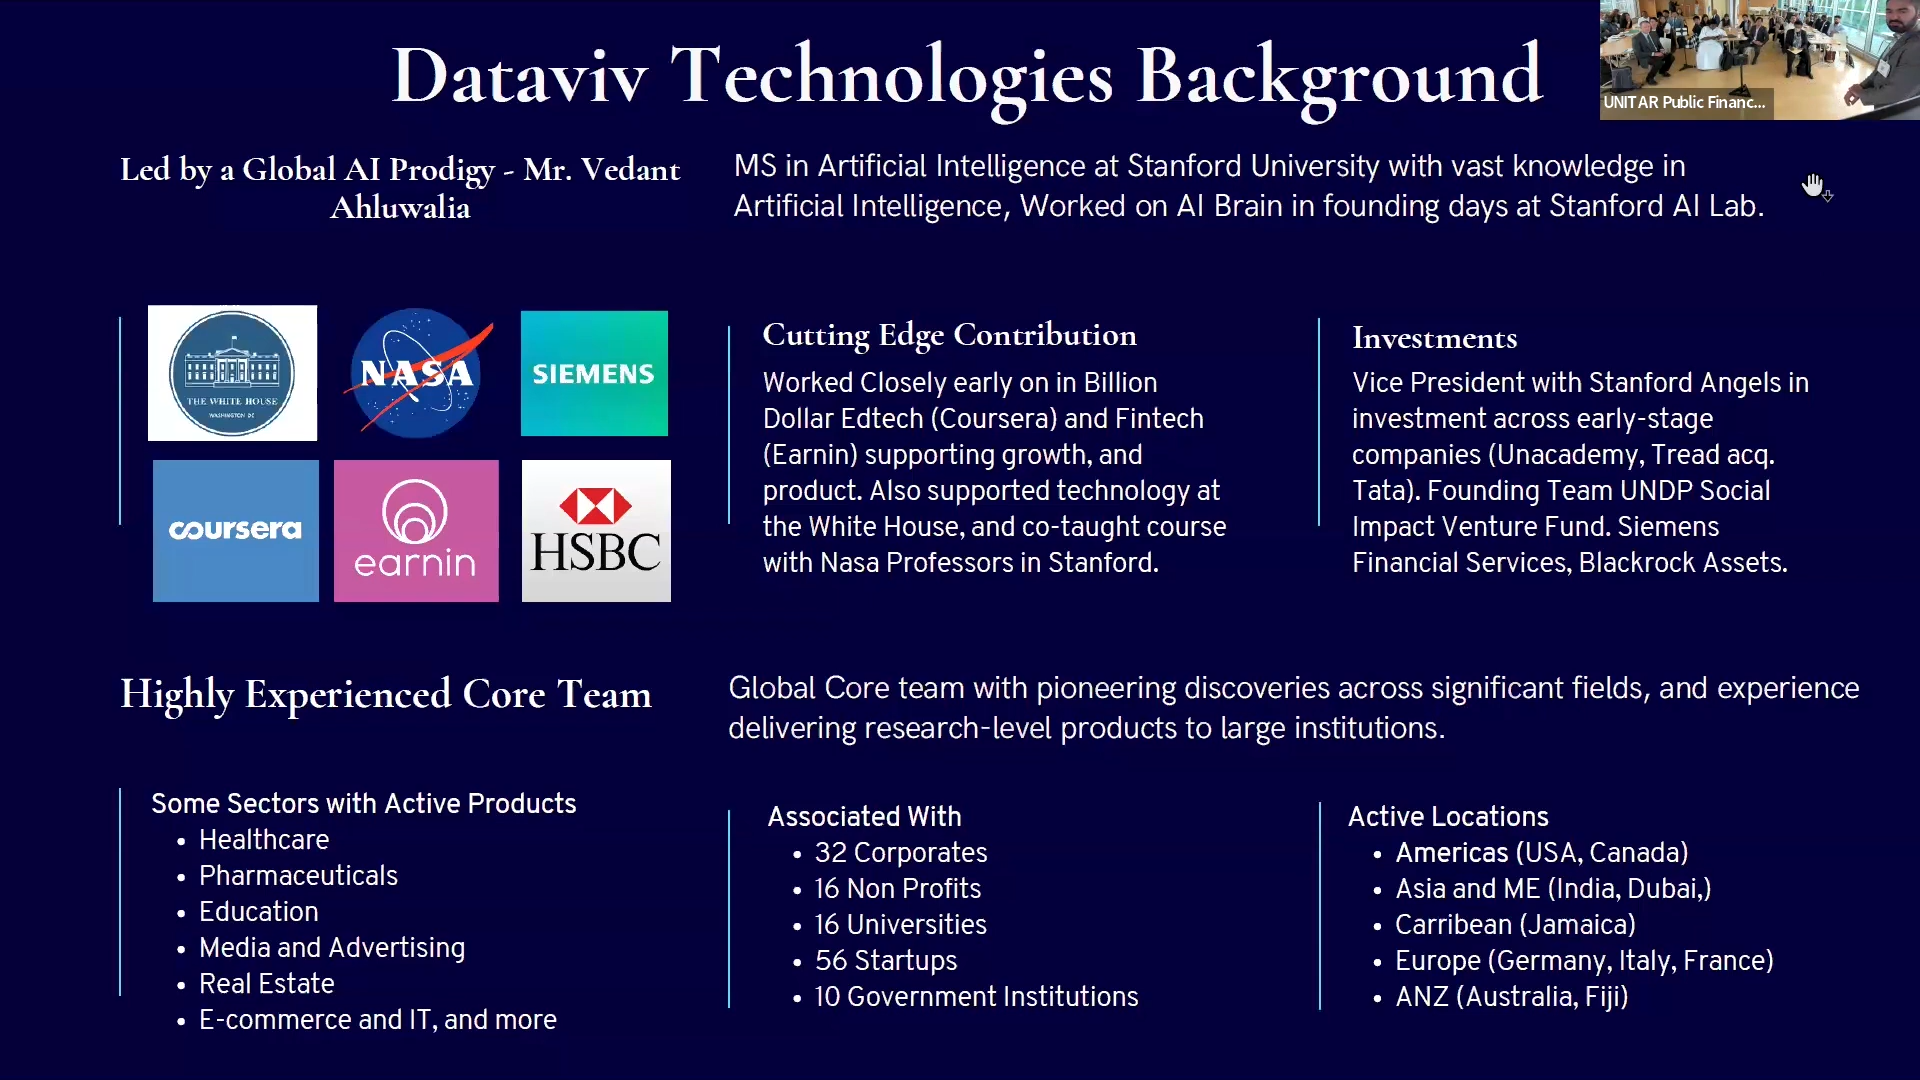 Dataviv Technologies Background
UNITAR Public Financ...
Led by a Global AI Prodigy - Mr. Vedant
Ahluwalia
MS in Artificial Intelligence at Stanford University with vast knowledge in
Artificial Intelligence, Worked on AI Brain in founding days at Stanford AI Lab.
THE WHITE HOUSE
WASHINGTON DC
NASA
SIEMENS
coursera
earnin
HSBC
Cutting Edge Contribution
Worked Closely early on in Billion
Dollar Edtech (Coursera) and Fintech
(Earnin) supporting growth, and
product. Also supported technology at
the White House, and co-taught course
with Nasa Professors in Stanford.
Investments
Vice President with Stanford Angels in
investment across early-stage
companies (Unacademy, Tread acq.
Tata). Founding Team UNDP Social
Impact Venture Fund. Siemens
Financial Services, Blackrock Assets.
Highly Experienced Core Team
Global Core team with pioneering discoveries across significant fields, and experience
delivering research-level products to large institutions.
Some Sectors with Active Products
• Healthcare
• Pharmaceuticals
• Education
• Media and Advertising
• Real Estate
• E-commerce and IT, and more
Associated With
• 32 Corporates
• 16 Non Profits
• 16 Universities
• 56 Startups
• 10 Government Institutions
Active Locations
• Americas (USA, Canada)
• Asia and ME (India, Dubai,)
• Carribean (Jamaica)
• Europe (Germany, Italy, France)
• ANZ (Australia, Fiji)